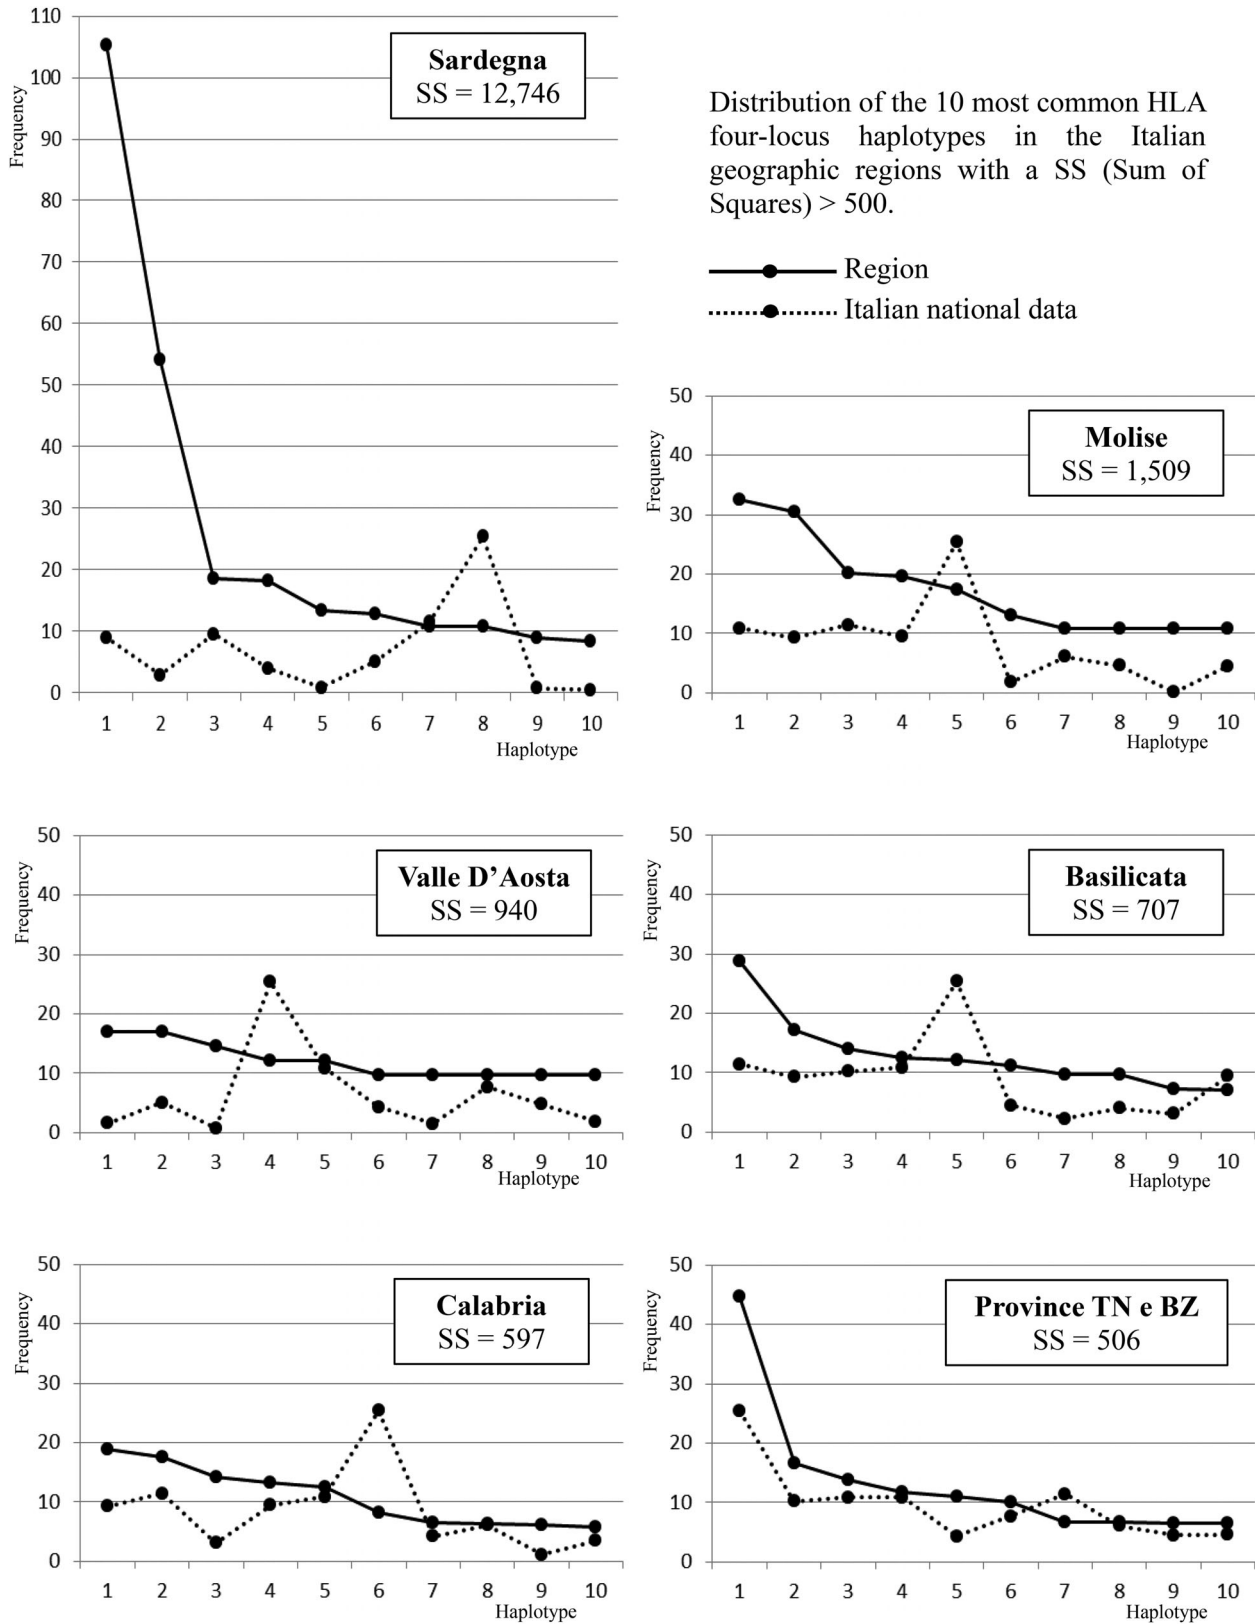 110
100
90
80
70
60
50
40
30
20
10
0
Frequency
Sardegna
SS = 12,746
1 2 3 4 5 6 7 8 9 10
Haplotype
Distribution of the 10 most common HLA
four-locus haplotypes in the Italian
geographic regions with a SS (Sum of
Squares) > 500.
Region
Italian national data
50
40
30
20
10
0
Frequency
Molise
SS = 1,509
1 2 3 4 5 6 7 8 9 10
Haplotype
50
40
30
20
10
0
Frequency
Valle D’Aosta
SS = 940
1 2 3 4 5 6 7 8 9 10
Haplotype
50
40
30
20
10
0
Frequency
Basilicata
SS = 707
1 2 3 4 5 6 7 8 9 10
Haplotype
50
40
30
20
10
0
Frequency
Calabria
SS = 597
1 2 3 4 5 6 7 8 9 10
Haplotype
50
40
30
20
10
0
Frequency
Province TN e BZ
SS = 506
1 2 3 4 5 6 7 8 9 10
Haplotype